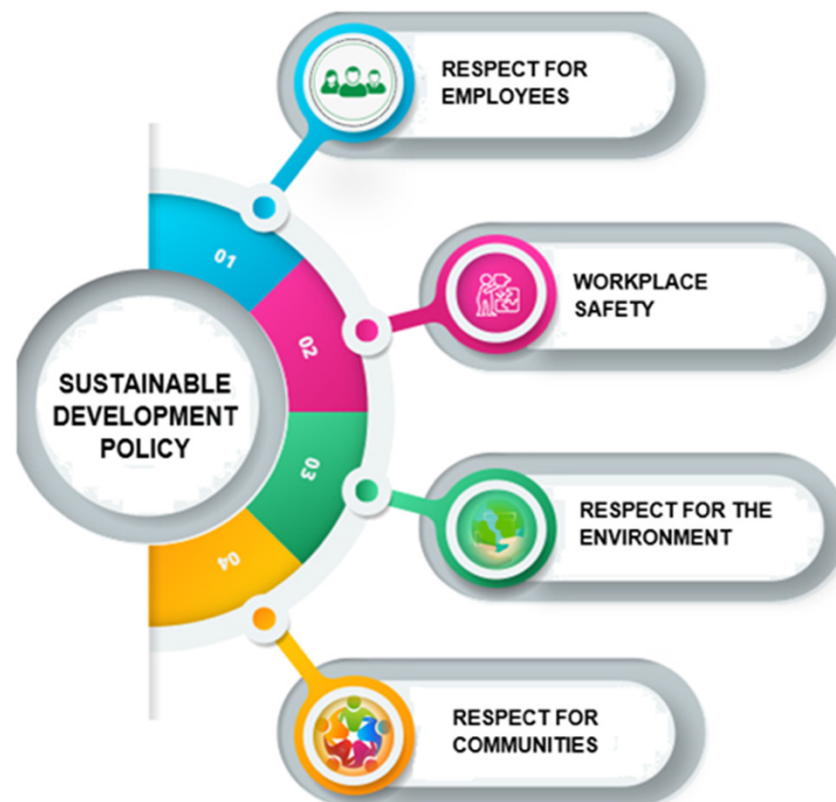 RESPECT FOR
EMPLOYEES
01
WORKPLACE
SAFETY
02
SUSTAINABLE
DEVELOPMENT
POLICY
03
RESPECT FOR THE
ENVIRONMENT
04
RESPECT FOR
COMMUNITIES